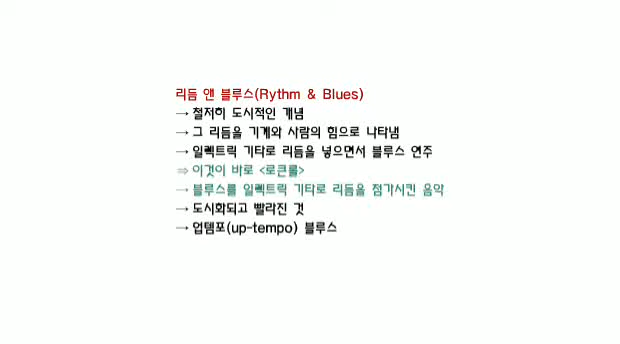 리듬 앤 블루스(Rythm & Blues)
→ 철저히 도시적인 개념
→ 그 리듬을 기계와 사람의 힘으로 나타냄
→ 일렉트릭 기타로 리듬을 넣으면서 블루스 연주
⇒ 이것이 바로 <로큰롤>
→ 블루스를 일렉트릭 기타로 리듬을 첨가시킨 음악
→ 도시화되고 빨라진 것
→ 업템포(up-tempo) 블루스